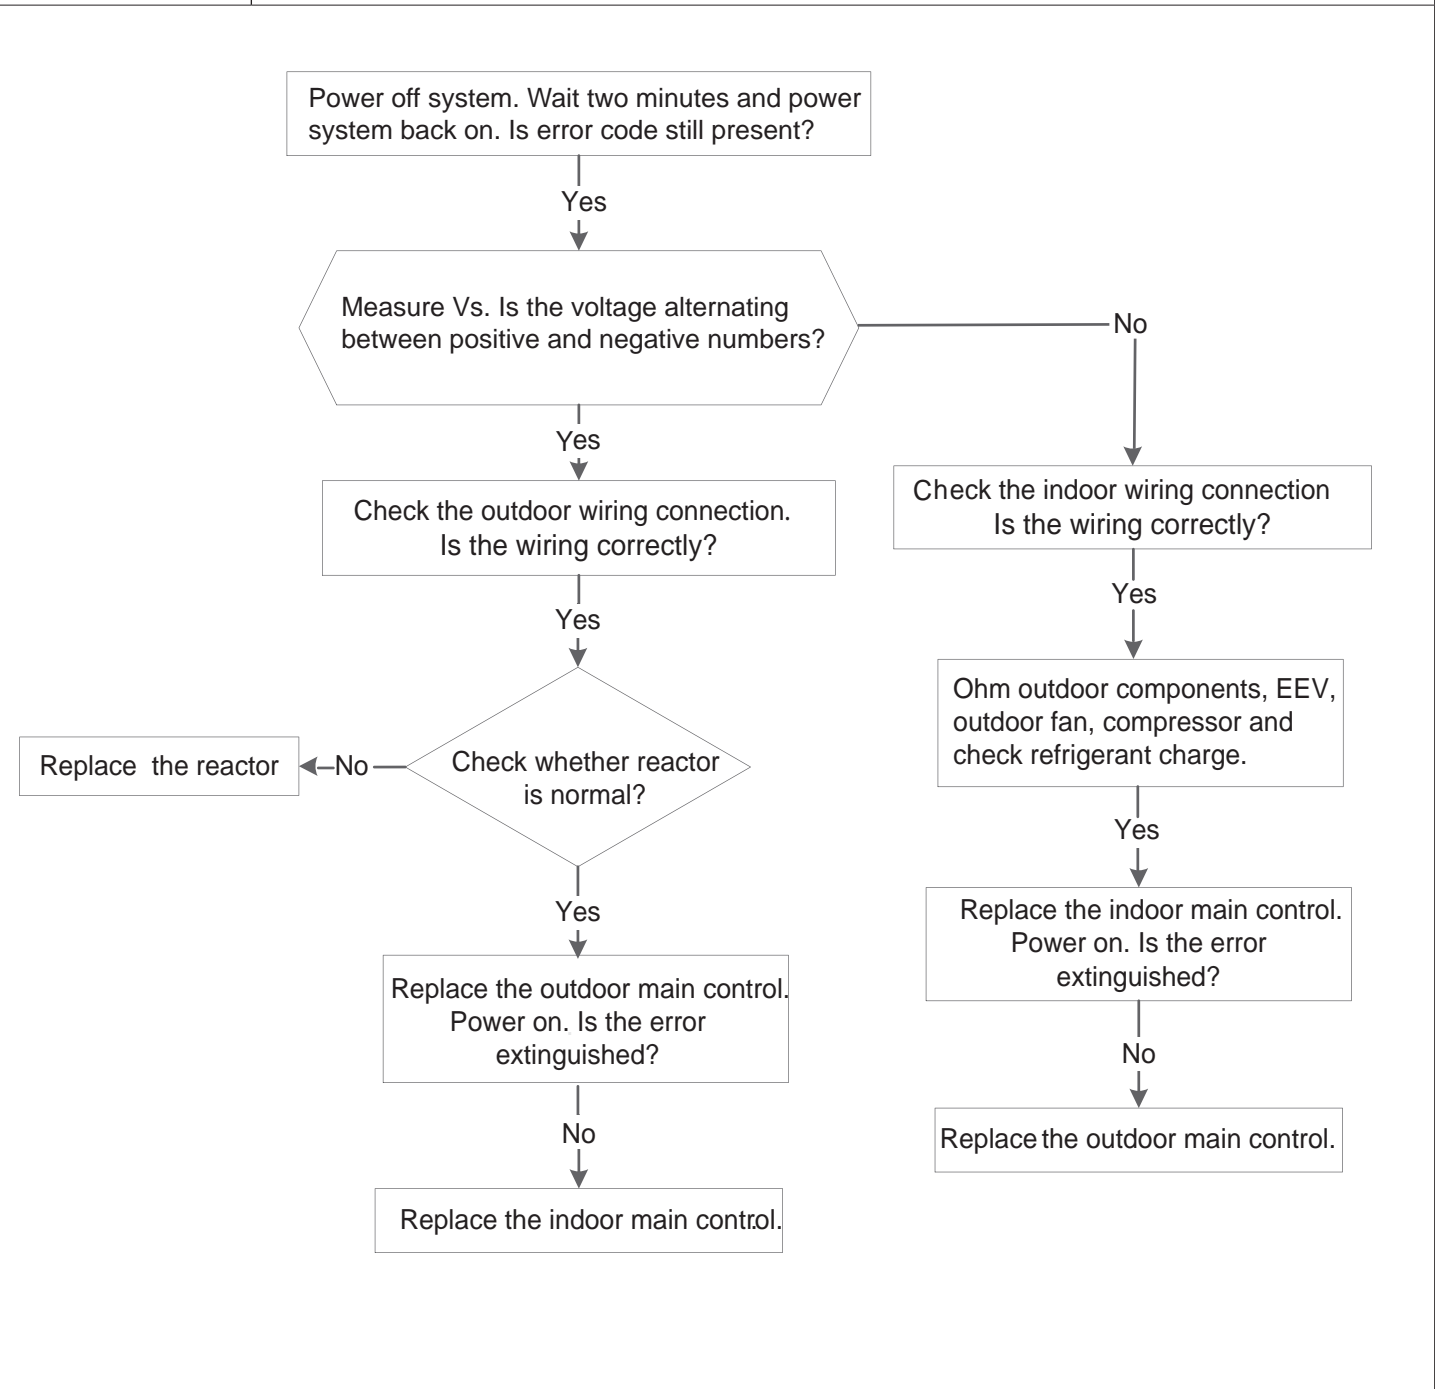 Power off system. Wait two minutes and power
system back on. Is error code still present?
Yes
Measure Vs. Is the voltage alternating
between positive and negative numbers?
No
Yes
Check the outdoor wiring connection.
Is the wiring correctly?
Check the indoor wiring connection
Is the wiring correctly?
Yes
Yes
Ohm outdoor components, EEV,
outdoor fan, compressor and
check refrigerant charge.
Replace the reactor
No
Check whether reactor
is normal?
Yes
Yes
Replace the indoor main control.
Power on. Is the error
extinguished?
Replace the outdoor main control.
Power on. Is the error
extinguished?
No
No
Replace the outdoor main control.
Replace the indoor main control.